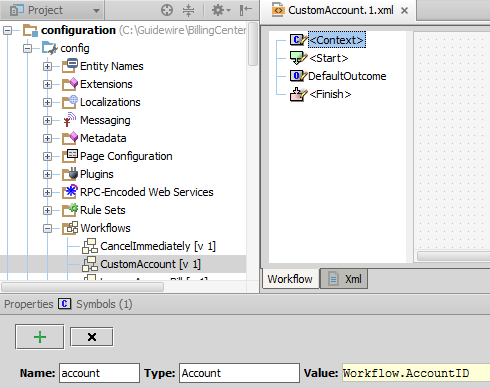 Project
CustomAccount.1.xml
configuration (C:\Guidewire\BillingCente
config
Entity Names
Extensions
Localizations
Messaging
Metadata
Page Configuration
Plugins
RPC-Encoded Web Services
Rule Sets
Workflows
CancelImmediately [v 1]
CustomAccount [v 1]
<Context>
<Start>
DefaultOutcome
<Finish>
Workflow
Xml
Properties C Symbols (1)
Name: account Type: Account Value: Workflow.AccountID